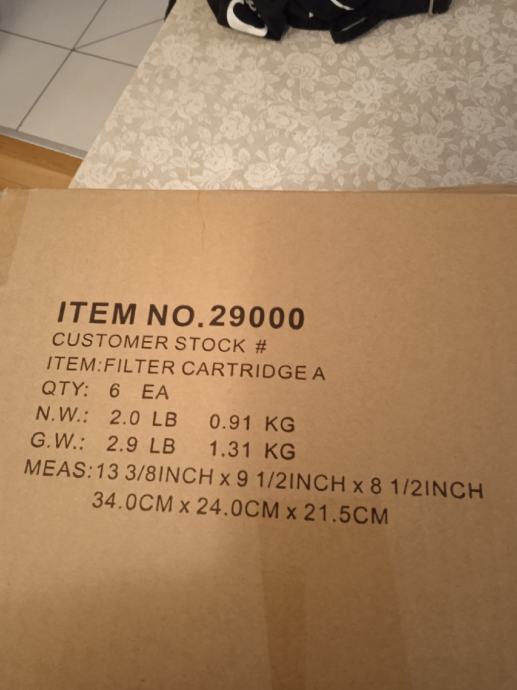 ITEM NO.29000
CUSTOMER STOCK #
ITEM:FILTER CARTRIDGE A
QTY: 6 EA
N.W.: 2.0 LB 0.91 KG
G.W.: 2.9 LB 1.31 KG
MEAS:13 3/8INCH x 9 1/2INCH x 8 1/2INCH
34.0CM x 24.0CM x 21.5CM